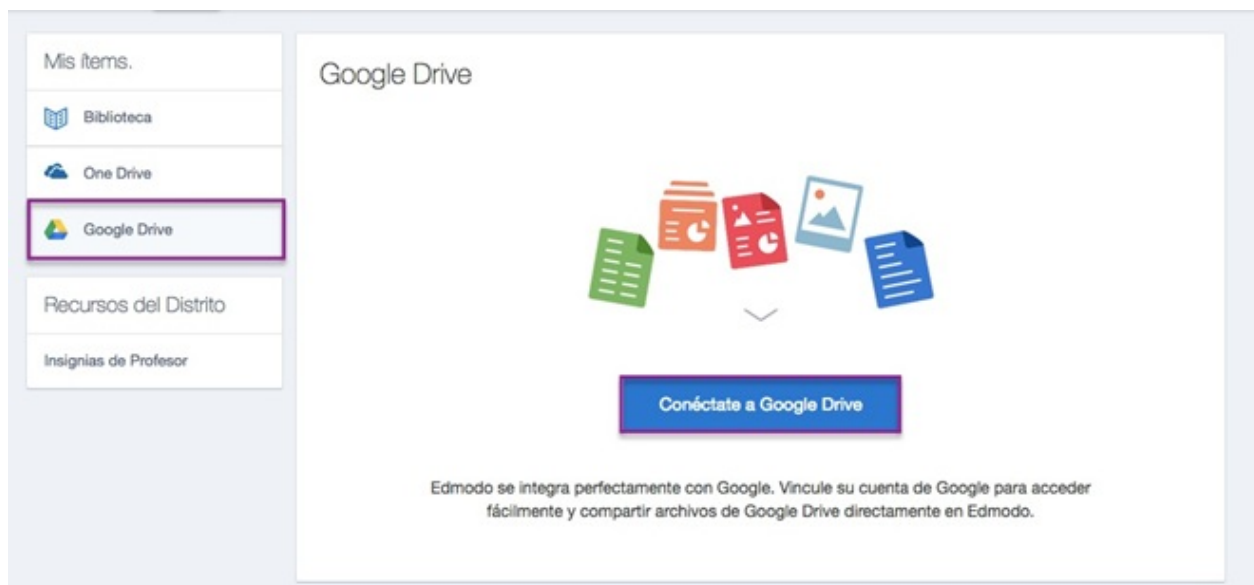 Mis ítems.
Biblioteca
One Drive
Google Drive
Recursos del Distrito
Insignias de Profesor
Google Drive
Conéctate a Google Drive
Edmodo se integra perfectamente con Google. Vincule su cuenta de Google para acceder
fácilmente y compartir archivos de Google Drive directamente en Edmodo.